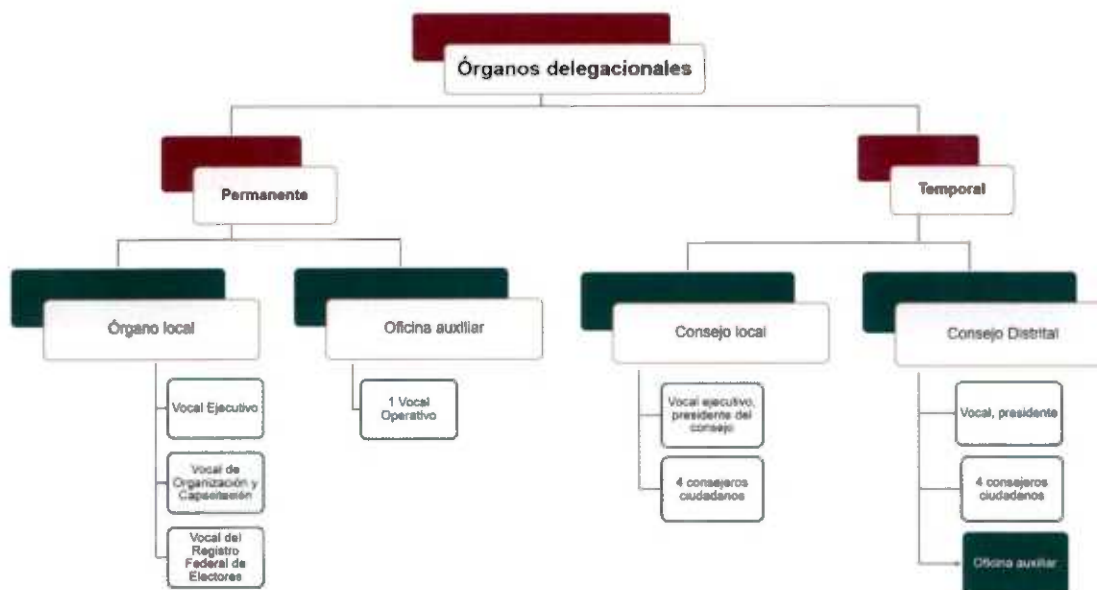 Órganos delegacionales
Permanente
Temporal
Órgano local
Oficina auxiliar
Consejo local
Consejo Distrital
Vocal Ejecutivo
Vocal de
Organización y
Capacitación
Vocal del
Registro
Federal de
Electores
1 Vocal
Operativo
Vocal ejecutivo,
presidente del
consejo
4 consejeros
ciudadanos
Vocal, presidente
4 consejeros
ciudadanos
Oficina auxiliar